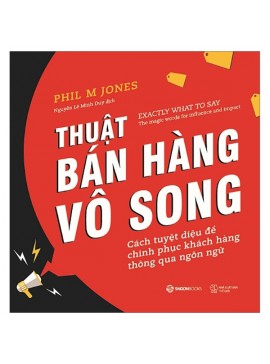 PHIL M JONES
Nguyễn Lê Minh Duy dịch
EXACTLY WHAT TO SAY
The magic words for influence and impact
THUẬT
BÁN HÀNG
VÔ SONG
Cách tuyệt diệu để
chinh phục khách hàng
thông qua ngôn ngữ
SAIGONBOOKS